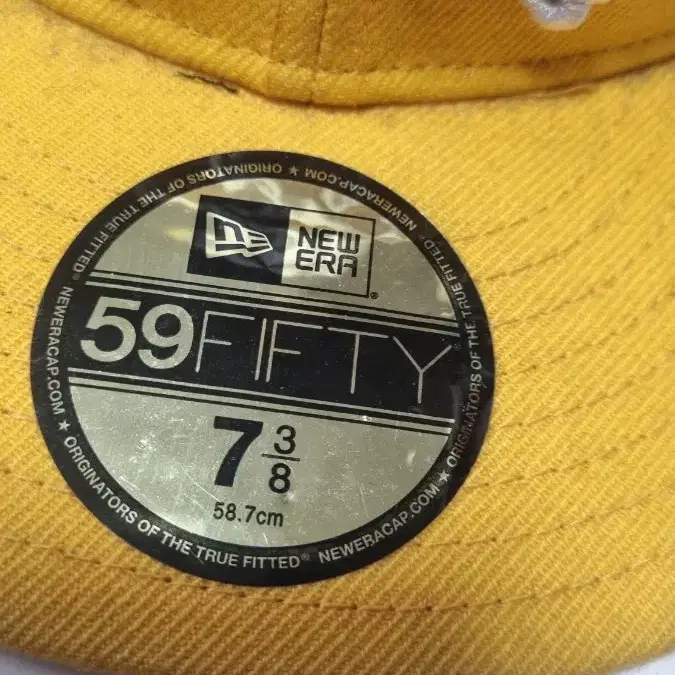 NEW
ERA
®
59FIFTY®
7 3/8
58.7cm
ORIGINATORS OF THE TRUE FITTED® NEWERACAP.COM ★ ORIGINATORS OF THE TRUE FITTED® NEWERACAP.COM ★ ORIGINATORS OF THE TRUE FITTED® NEWERACAP.COM ★